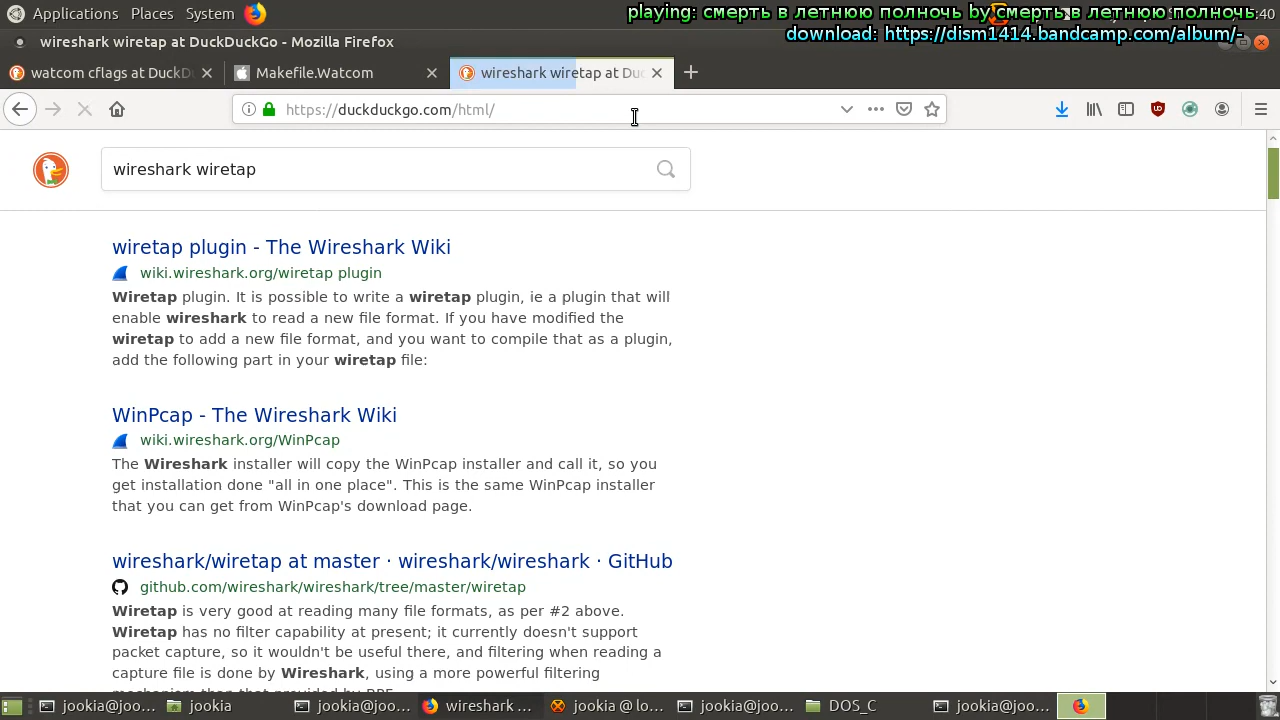 Applications Places System
playing: смерть в летнюю полночь by смерть в летнюю полночь
:40
wireshark wiretap at DuckDuckGo - Mozilla Firefox
download: https://dism1414.bandcamp.com/album/-
watcom cflags at DuckD
Makefile.Watcom
wireshark wiretap at Duc
https://duckduckgo.com/html/
wireshark wiretap
wiretap plugin - The Wireshark Wiki
wiki.wireshark.org/wiretap plugin
Wiretap plugin. It is possible to write a wiretap plugin, ie a plugin that will
enable wireshark to read a new file format. If you have modified the
wiretap to add a new file format, and you want to compile that as a plugin,
add the following part in your wiretap file:
WinPcap - The Wireshark Wiki
wiki.wireshark.org/WinPcap
The Wireshark installer will copy the WinPcap installer and call it, so you
get installation done "all in one place". This is the same WinPcap installer
that you can get from WinPcap's download page.
wireshark/wiretap at master · wireshark/wireshark · GitHub
github.com/wireshark/wireshark/tree/master/wiretap
Wiretap is very good at reading many file formats, as per #2 above.
Wiretap has no filter capability at present; it currently doesn't support
packet capture, so it wouldn't be useful there, and filtering when reading a
capture file is done by Wireshark, using a more powerful filtering
mechanism than that provided by BPF.
jookia@joo... jookia jookia@joo... wireshark ... jookia @ lo... jookia@joo... DOS_C jookia@joo...